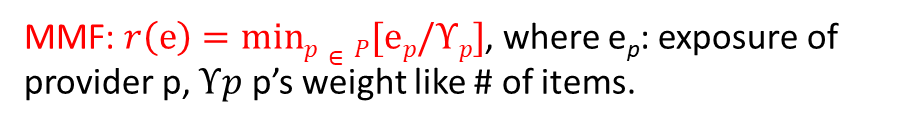 MMF: r(e) = min_{p ∈ P}[e_p/ϒ_p], where e_p: exposure of
provider p, ϒp p's weight like # of items.